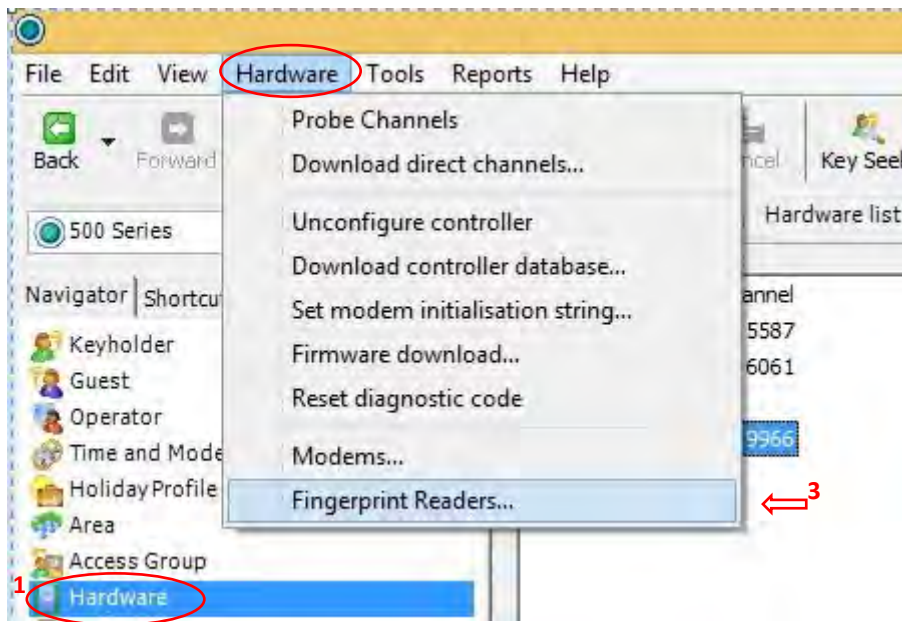 File Edit View Hardware Tools Reports Help
Probe Channels
Back Forward Download direct channels... Key Seek
500 Series Unconfigure controller Hardware list
Download controller database...
Navigator Set modem initialisation string... annel
Keyholder Firmware download... 5587
Guest Reset diagnostic code 6061
Operator
Time and Mode Modems... 9966
Holiday Profile Fingerprint Readers... 3
Area
Access Group
1 Hardware